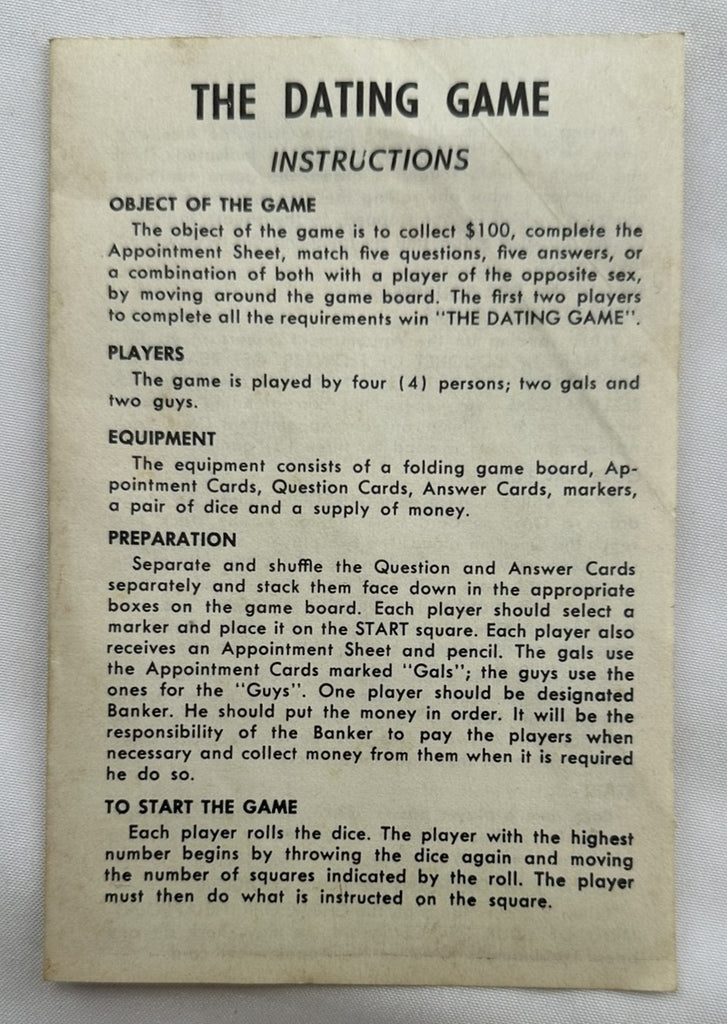 THE DATING GAME
INSTRUCTIONS
OBJECT OF THE GAME
The object of the game is to collect $100, complete the
Appointment Sheet, match five questions, five answers, or
a combination of both with a player of the opposite sex,
by moving around the game board. The first two players
to complete all the requirements win "THE DATING GAME".
PLAYERS
The game is played by four (4) persons; two gals and
two guys.
EQUIPMENT
The equipment consists of a folding game board, Ap-
pointment Cards, Question Cards, Answer Cards, markers,
a pair of dice and a supply of money.
PREPARATION
Separate and shuffle the Question and Answer Cards
separately and stack them face down in the appropriate
boxes on the game board. Each player should select a
marker and place it on the START square. Each player also
receives an Appointment Sheet and pencil. The gals use
the Appointment Cards marked "Gals"; the guys use the
ones for the "Guys". One player should be designated
Banker. He should put the money in order. It will be the
responsibility of the Banker to pay the players when
necessary and collect money from them when it is required
he do so.
TO START THE GAME
Each player rolls the dice. The player with the highest
number begins by throwing the dice again and moving
the number of squares indicated by the roll. The player
must then do what is instructed on the square.